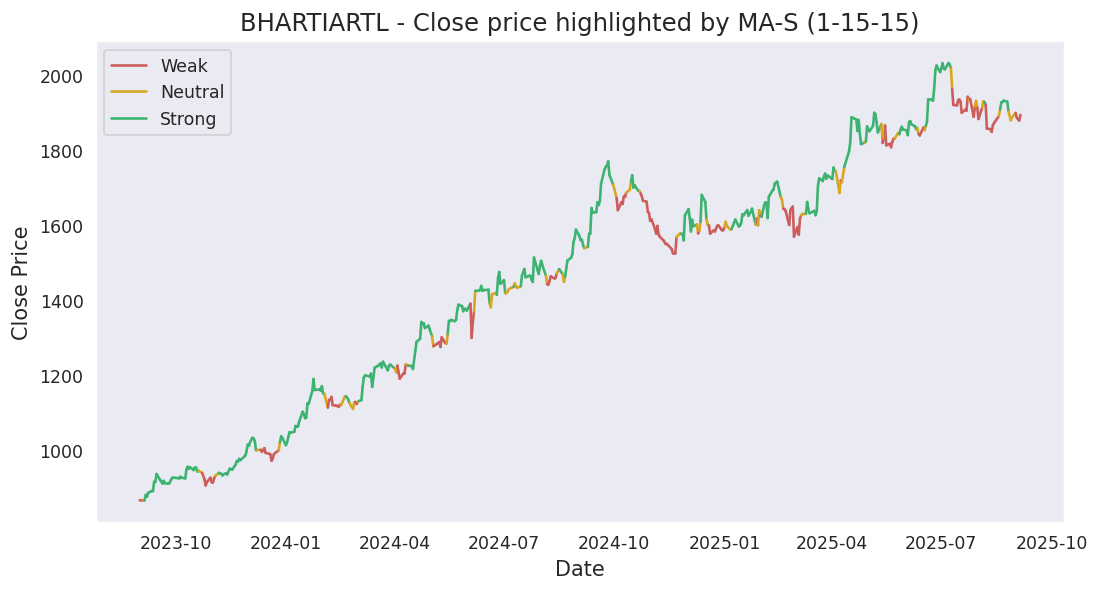 BHARTIARTL - Close price highlighted by MA-S (1-15-15)
Weak
Neutral
Strong
Close Price
2000
1800
1600
1400
1200
1000
2023-10 2024-01 2024-04 2024-07 2024-10 2025-01 2025-04 2025-07 2025-10
Date